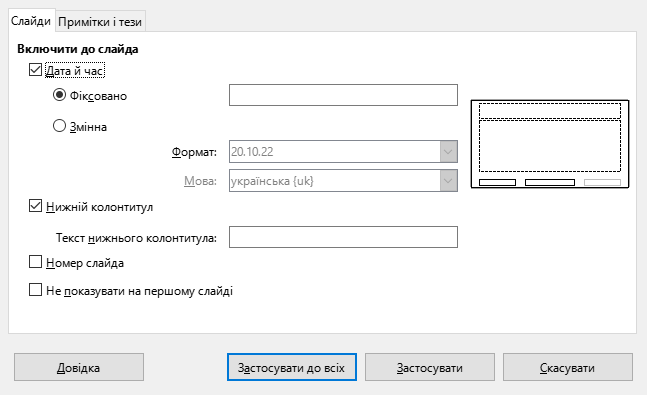 Слайди Примітки і тези
Включити до слайда
Дата й час
Фіксовано
Змінна
Формат: 20.10.22
Мова: українська {uk}
Нижній колонтитул
Текст нижнього колонтитула:
Номер слайда
Не показувати на першому слайді
Довідка Застосувати до всіх Застосувати Скасувати